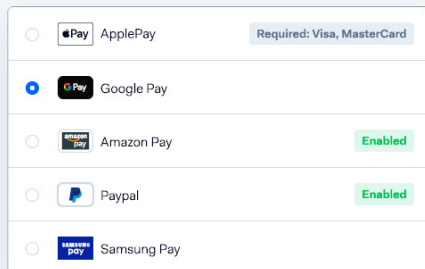 Pay ApplePay Required: Visa, MasterCard
G Pay Google Pay
amazon pay Amazon Pay Enabled
Paypal Enabled
SAMSUNG pay Samsung Pay